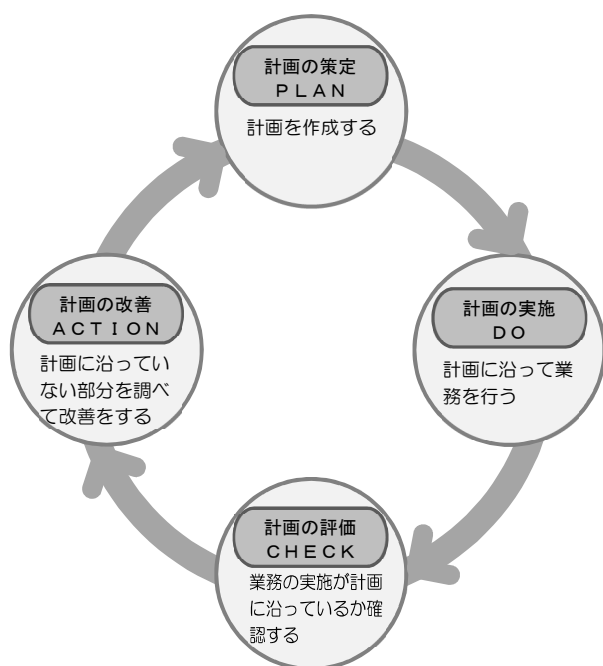 計画の策定
ＰＬＡＮ
計画を作成する
計画の実施
ＤＯ
計画に沿って業
務を行う
計画の評価
ＣＨＥＣＫ
業務の実施が計画
に沿っているか確
認する
計画の改善
ＡＣＴＩＯＮ
計画に沿ってい
ない部分を調べ
て改善をする